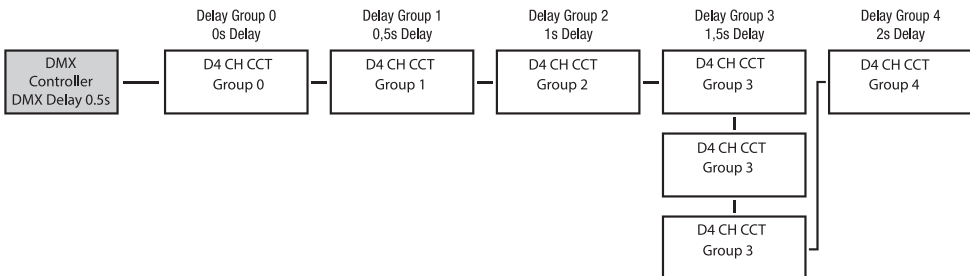 Delay Group 0
0s Delay
Delay Group 1
0,5s Delay
Delay Group 2
1s Delay
Delay Group 3
1,5s Delay
Delay Group 4
2s Delay
DMX
Controller
DMX Delay 0.5s
D4 CH CCT
Group 0
D4 CH CCT
Group 1
D4 CH CCT
Group 2
D4 CH CCT
Group 3
D4 CH CCT
Group 4
D4 CH CCT
Group 3
D4 CH CCT
Group 3